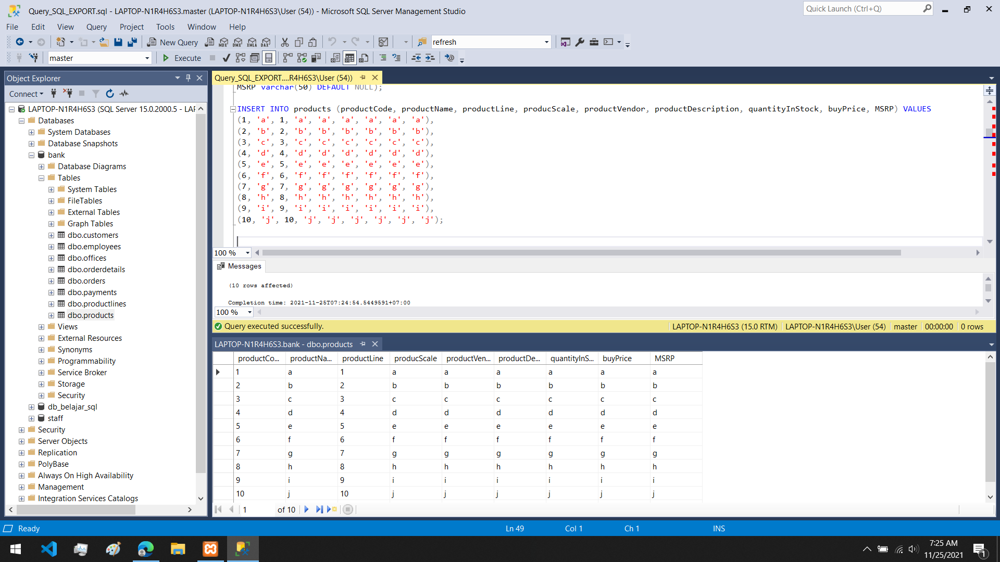 Query_SQL_EXPORT.sql - LAPTOP-N1R4H6S3.master (LAPTOP-N1R4H6S3\User (54)) - Microsoft SQL Server Management Studio
Quick Launch (Ctrl+Q)
File Edit View Query Project Tools Window Help
New Query MDX DMX XMLA DAX refresh
master Execute
Object Explorer
Connect
LAPTOP-N1R4H6S3 (SQL Server 15.0.2000.5 - LAP
Databases
System Databases
Database Snapshots
bank
Database Diagrams
Tables
System Tables
FileTables
External Tables
Graph Tables
dbo.customers
dbo.employees
dbo.offices
dbo.orderdetails
dbo.orders
dbo.payments
dbo.productlines
dbo.products
Views
External Resources
Synonyms
Programmability
Service Broker
Storage
Security
db_belajar_sql
staff
Security
Server Objects
Replication
PolyBase
Always On High Availability
Management
Integration Services Catalogs
Query_SQL_EXPORT....R4H6S3\User (54))
MSRP varchar(50) DEFAULT NULL);
INSERT INTO products (productCode, productName, productLine, producScale, productVendor, productDescription, quantityInStock, buyPrice, MSRP) VALUES
(1, 'a', 1, 'a', 'a', 'a', 'a', 'a', 'a'),
(2, 'b', 2, 'b', 'b', 'b', 'b', 'b', 'b'),
(3, 'c', 3, 'c', 'c', 'c', 'c', 'c', 'c'),
(4, 'd', 4, 'd', 'd', 'd', 'd', 'd', 'd'),
(5, 'e', 5, 'e', 'e', 'e', 'e', 'e', 'e'),
(6, 'f', 6, 'f', 'f', 'f', 'f', 'f', 'f'),
(7, 'g', 7, 'g', 'g', 'g', 'g', 'g', 'g'),
(8, 'h', 8, 'h', 'h', 'h', 'h', 'h', 'h'),
(9, 'i', 9, 'i', 'i', 'i', 'i', 'i', 'i'),
(10, 'j', 10, 'j', 'j', 'j', 'j', 'j', 'j');
100 %
Messages
(10 rows affected)
Completion time: 2021-11-25T07:24:54.5449591+07:00
100 %
Query executed successfully. LAPTOP-N1R4H6S3 (15.0 RTM) LAPTOP-N1R4H6S3\User (54) master 00:00:00 0 rows
LAPTOP-N1R4H6S3.bank - dbo.products
productCo... productNa... productLine producScale productVen... productDe... quantityInS... buyPrice MSRP
1 a 1 a a a a a a
2 b 2 b b b b b b
3 c 3 c c c c c c
4 d 4 d d d d d d
5 e 5 e e e e e e
6 f 6 f f f f f f
7 g 7 g g g g g g
8 h 8 h h h h h h
9 i 9 i i i i i i
10 j 10 j j j j j j
1 of 10
Ready Ln 49 Col 1 Ch 1 INS
7:25 AM
11/25/2021
1